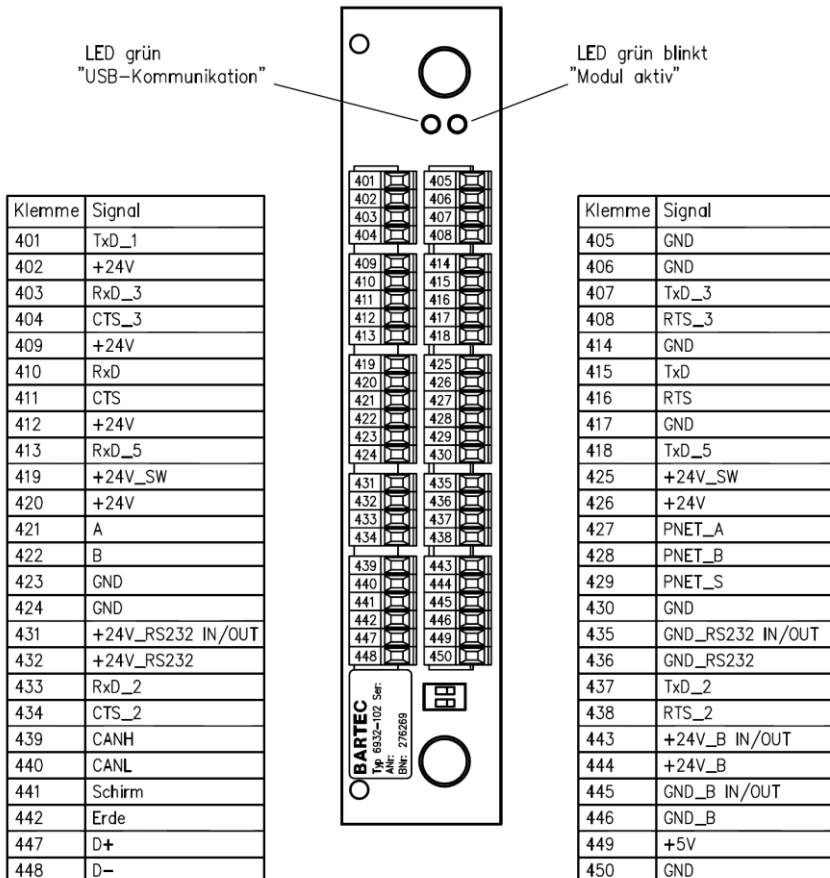 LED grün
"USB-Kommunikation"
LED grün blinkt
"Modul aktiv"
Klemme Signal
401 TxD_1
402 +24V
403 RxD_3
404 CTS_3
409 +24V
410 RxD
411 CTS
412 +24V
413 RxD_5
419 +24V_SW
420 +24V
421 A
422 B
423 GND
424 GND
431 +24V_RS232 IN/OUT
432 +24V_RS232
433 RxD_2
434 CTS_2
439 CANH
440 CANL
441 Schirm
442 Erde
447 D+
448 D-
401 405
402 406
403 407
404 408
409 414
410 415
411 416
412 417
413 418
419 425
420 426
421 427
422 428
423 429
424 430
431 435
432 436
433 437
434 438
439 443
440 444
441 445
442 446
447 449
448 450
BARTEC
Typ 6932-102 Ser:
ANr:
BNr: 276269
Klemme Signal
405 GND
406 GND
407 TxD_3
408 RTS_3
414 GND
415 TxD
416 RTS
417 GND
418 TxD_5
425 +24V_SW
426 +24V
427 PNET_A
428 PNET_B
429 PNET_S
430 GND
435 GND_RS232 IN/OUT
436 GND_RS232
437 TxD_2
438 RTS_2
443 +24V_B IN/OUT
444 +24V_B
445 GND_B IN/OUT
446 GND_B
449 +5V
450 GND